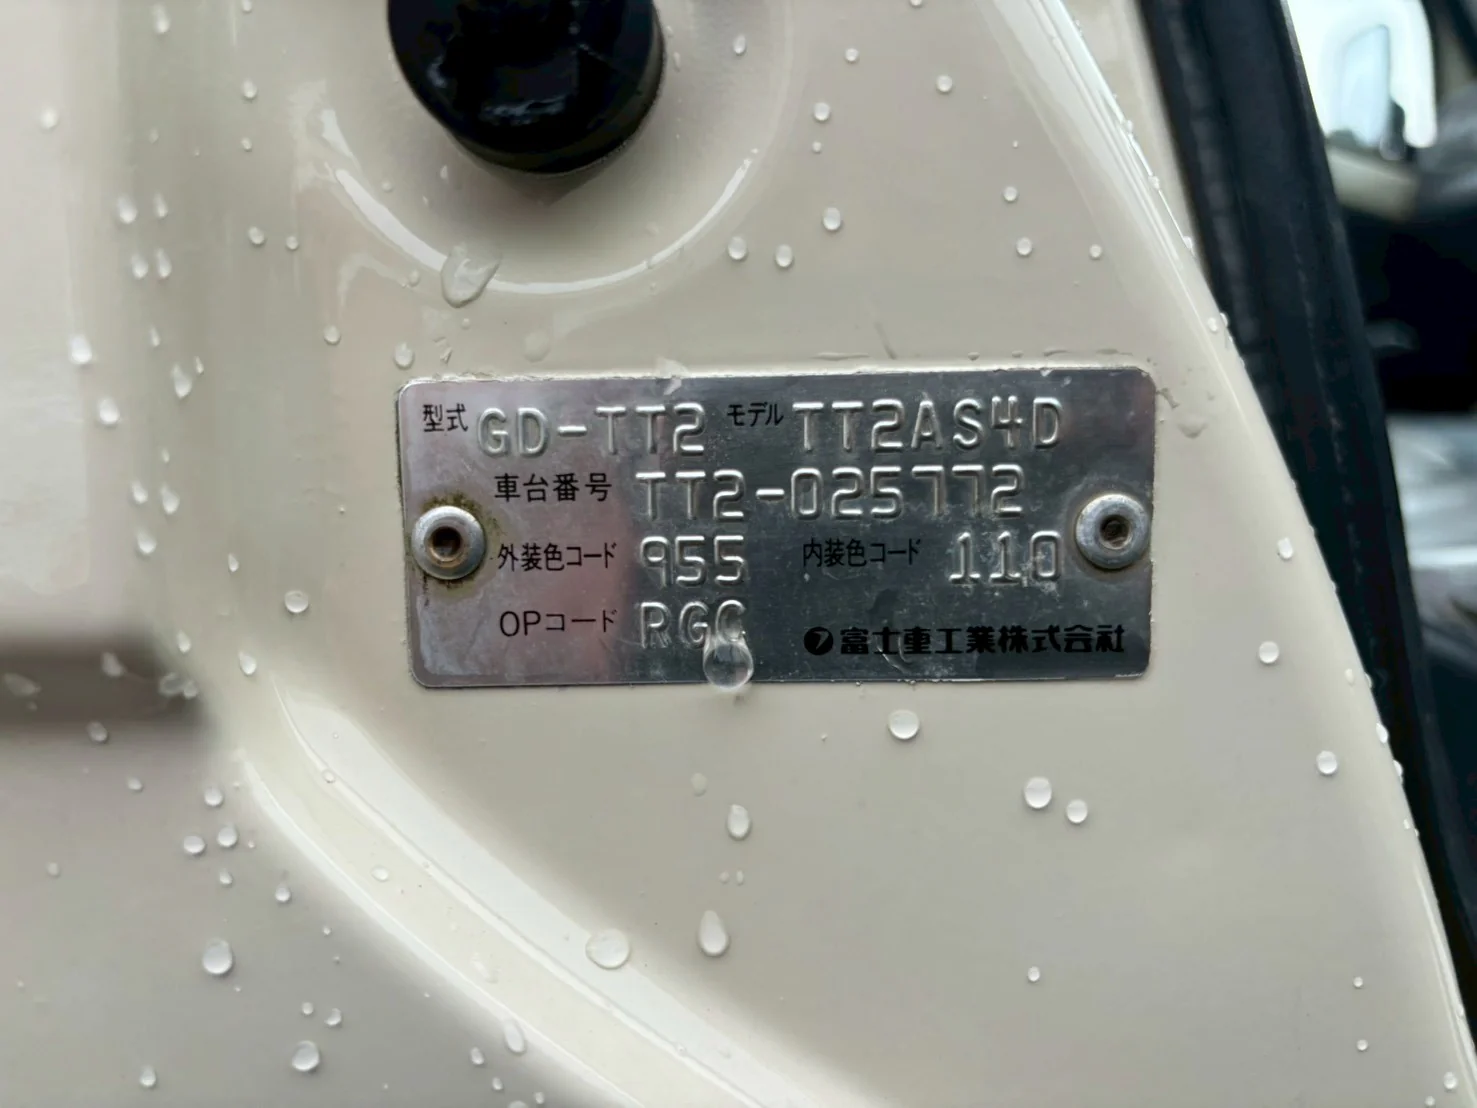 型式 GD-TT2 モデル TT2AS4D
車台番号 TT2-025772
外装色コード 955 内装色コード 110
OPコード RGC
富士重工業株式会社